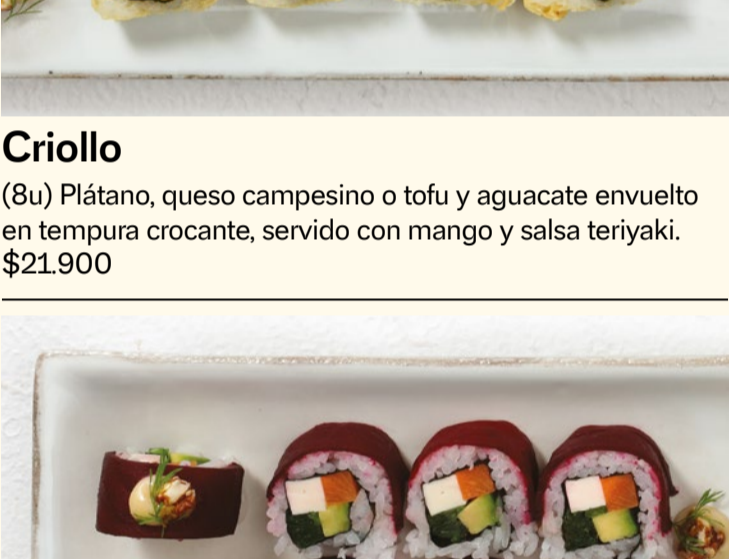 Criollo
(8u) Plátano, queso campesino o tofu y aguacate envuelto
en tempura crocante, servido con mango y salsa teriyaki.
$21.900